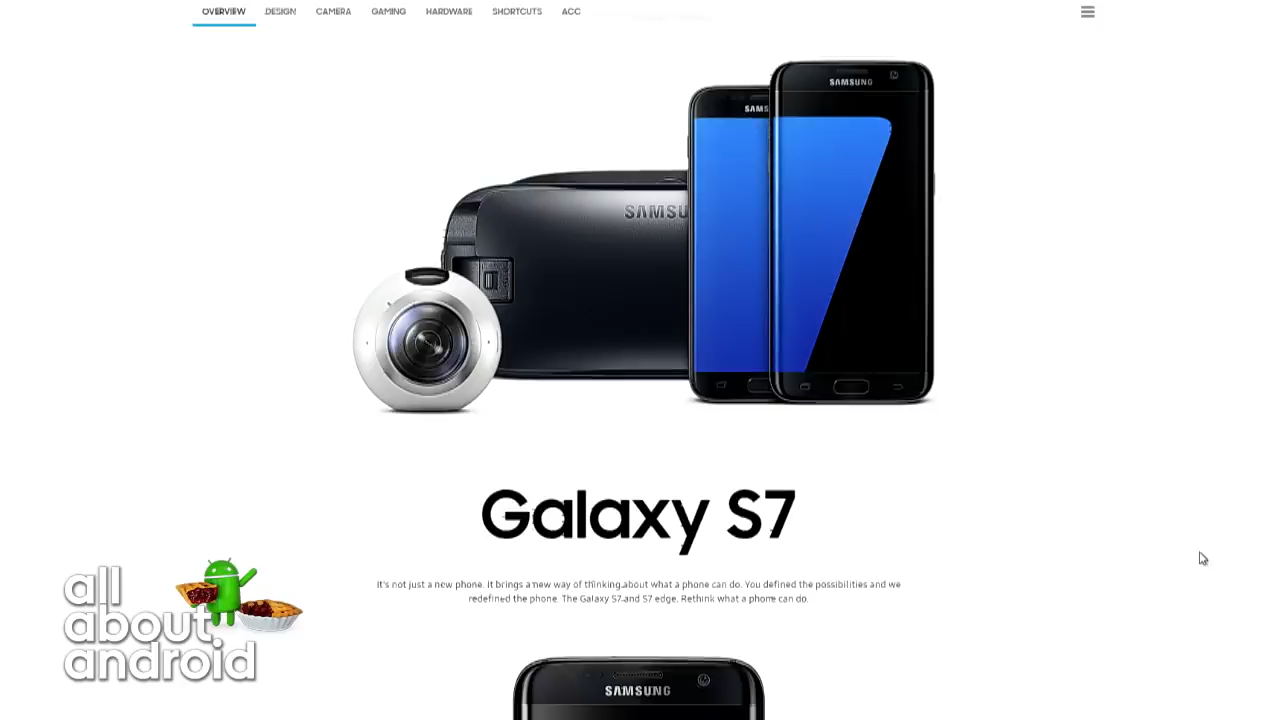 OVERVIEW DESIGN CAMERA GAMING HARDWARE SHORTCUTS ACC
SAMSUNG
SAMS
SAMSU
Galaxy S7
It's not just a new phone. It brings a new way of thinking about what a phone can do. You defined the possibilities and we
redefined the phone. The Galaxy S7 and S7 edge. Rethink what a phone can do.
all
about
android
SAMSUNG